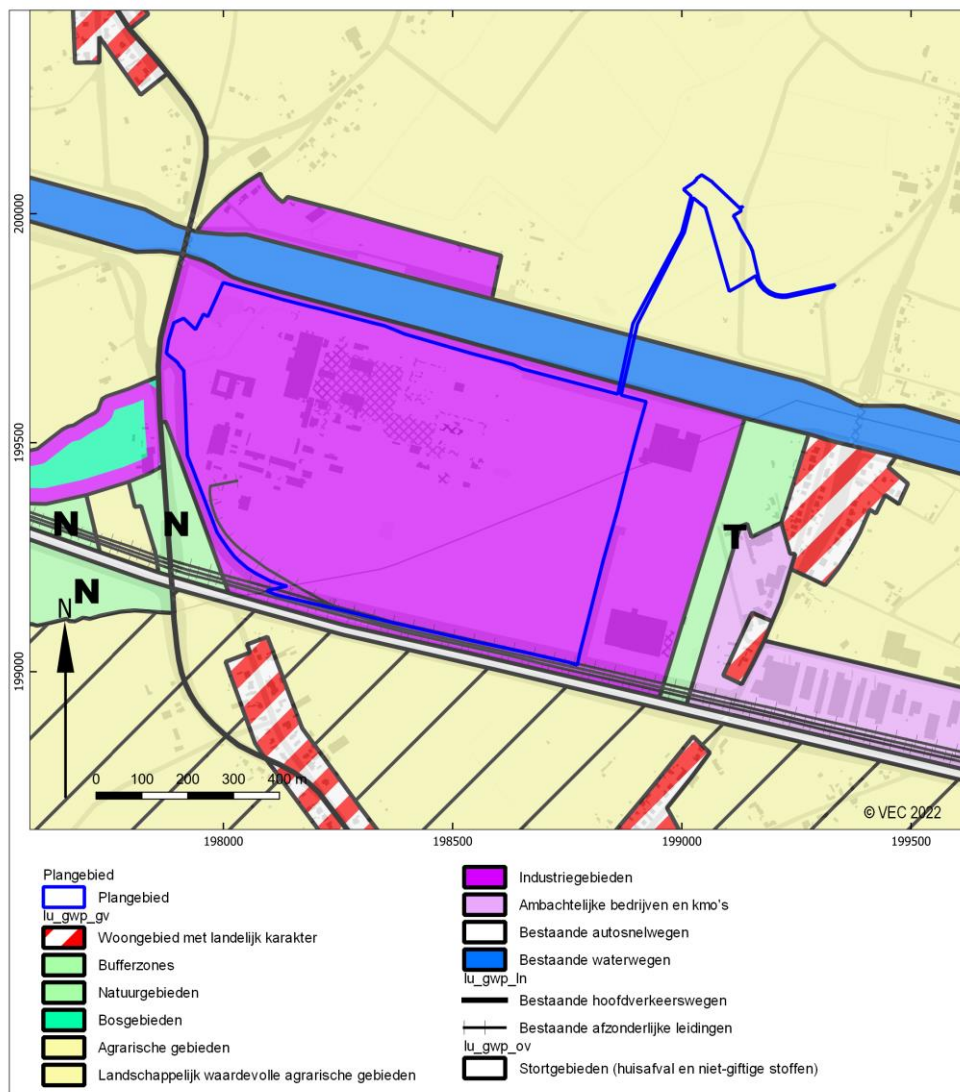 200000
199500
199000
N
N
N
N
T
0 100 200 300 400 m
© VEC 2022
198000 198500 199000 199500
Plangebied
Plangebied
lu_gwp_gv
Woongebied met landelijk karakter
Bufferzones
Natuurgebieden
Bosgebieden
Agrarische gebieden
Landschappelijk waardevolle agrarische gebieden
Industriegebieden
Ambachtelijke bedrijven en kmo's
Bestaande autosnelwegen
Bestaande waterwegen
lu_gwp_ln
Bestaande hoofdverkeerswegen
Bestaande afzonderlijke leidingen
lu_gwp_ov
Stortgebieden (huisafval en niet-giftige stoffen)